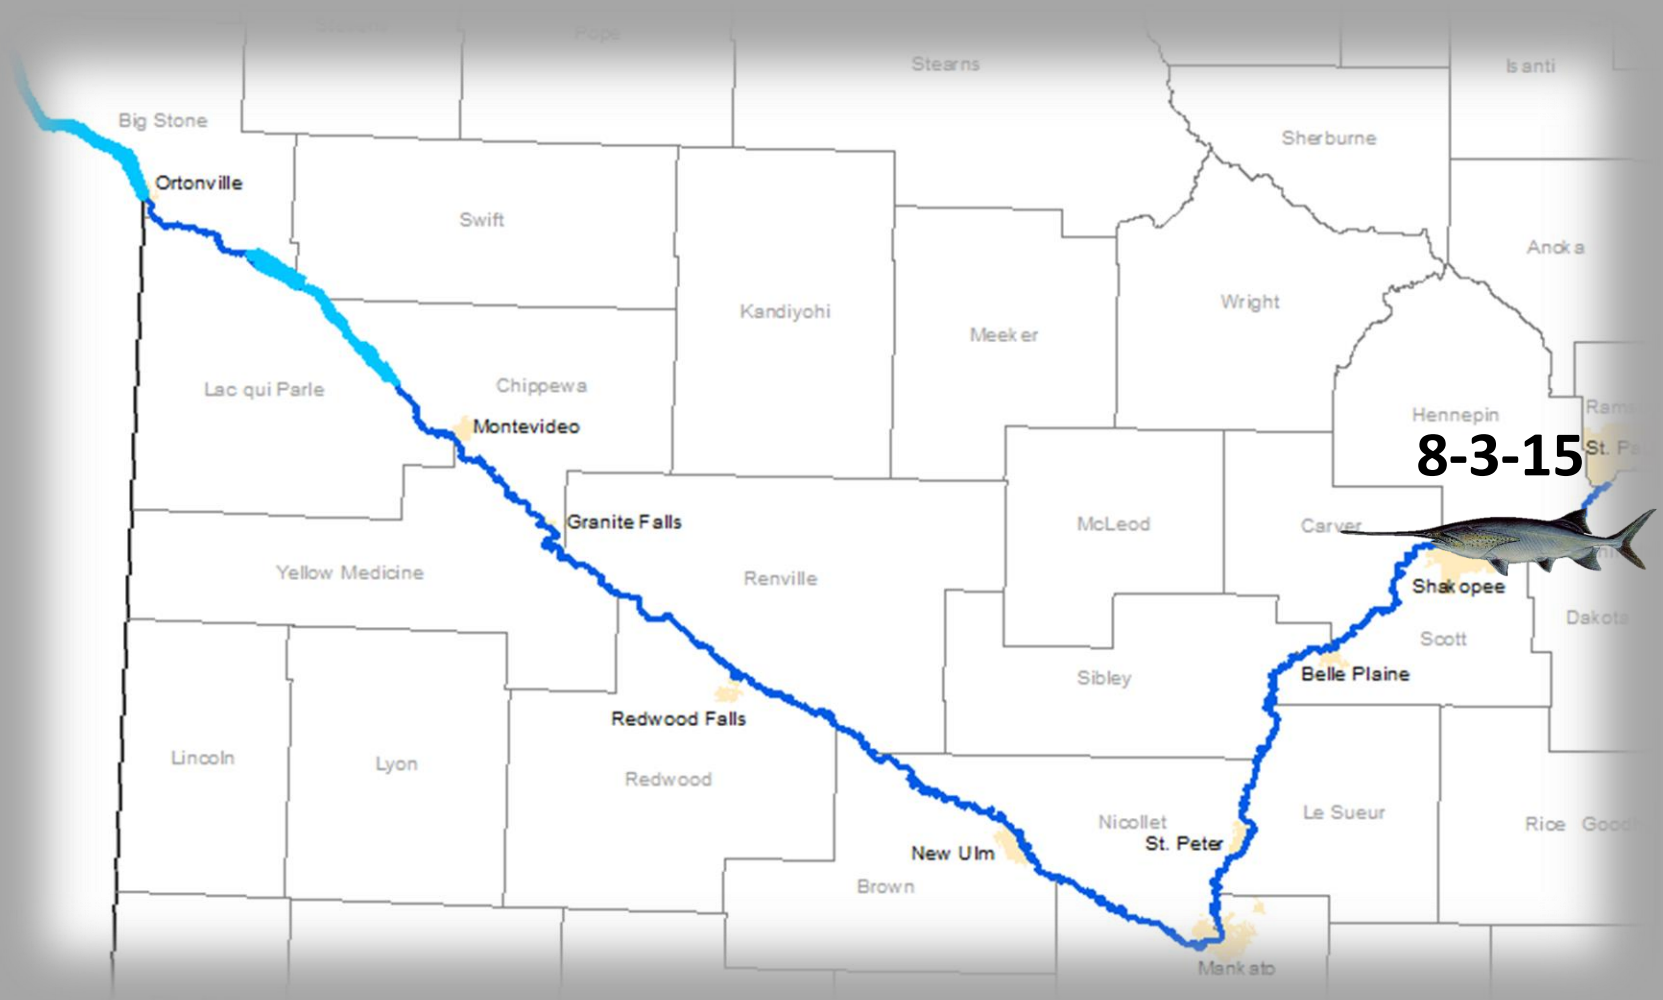 Pope
Stearns
Isanti
Big Stone
Sherburne
Ortonville
Swift
Anoka
Wright
Kandiyohi
Meeker
Lac qui Parle
Chippewa
Hennepin
Montevideo
8-3-15
St.
Granite Falls
McLeod
Carver
Yellow Medicine
Renville
Shakopee
Dakota
Scott
Belle Plaine
Sibley
Redwood Falls
Lincoln
Lyon
Redwood
Le Sueur
Nicollet
Rice
St. Peter
New Ulm
Brown
Mankato